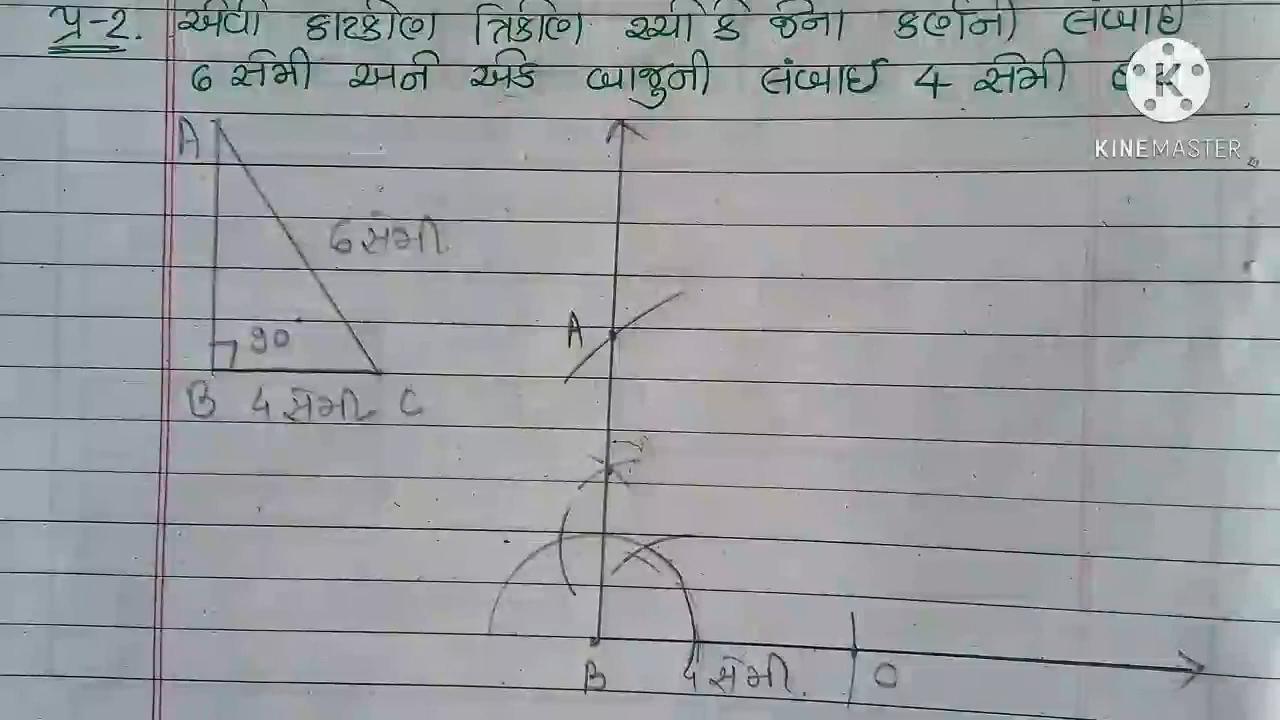 પ્ર-2. એવો કાટકોણ ત્રિકોણ રચો કે જેના કર્ણની લંબાઈ
6 સેમી અને એક બાજુની લંબાઈ 4 સેમી
KINEMASTER
A
6 સેમી.
90°
B 4 સેમી. C
A
B 4 સેમી. C